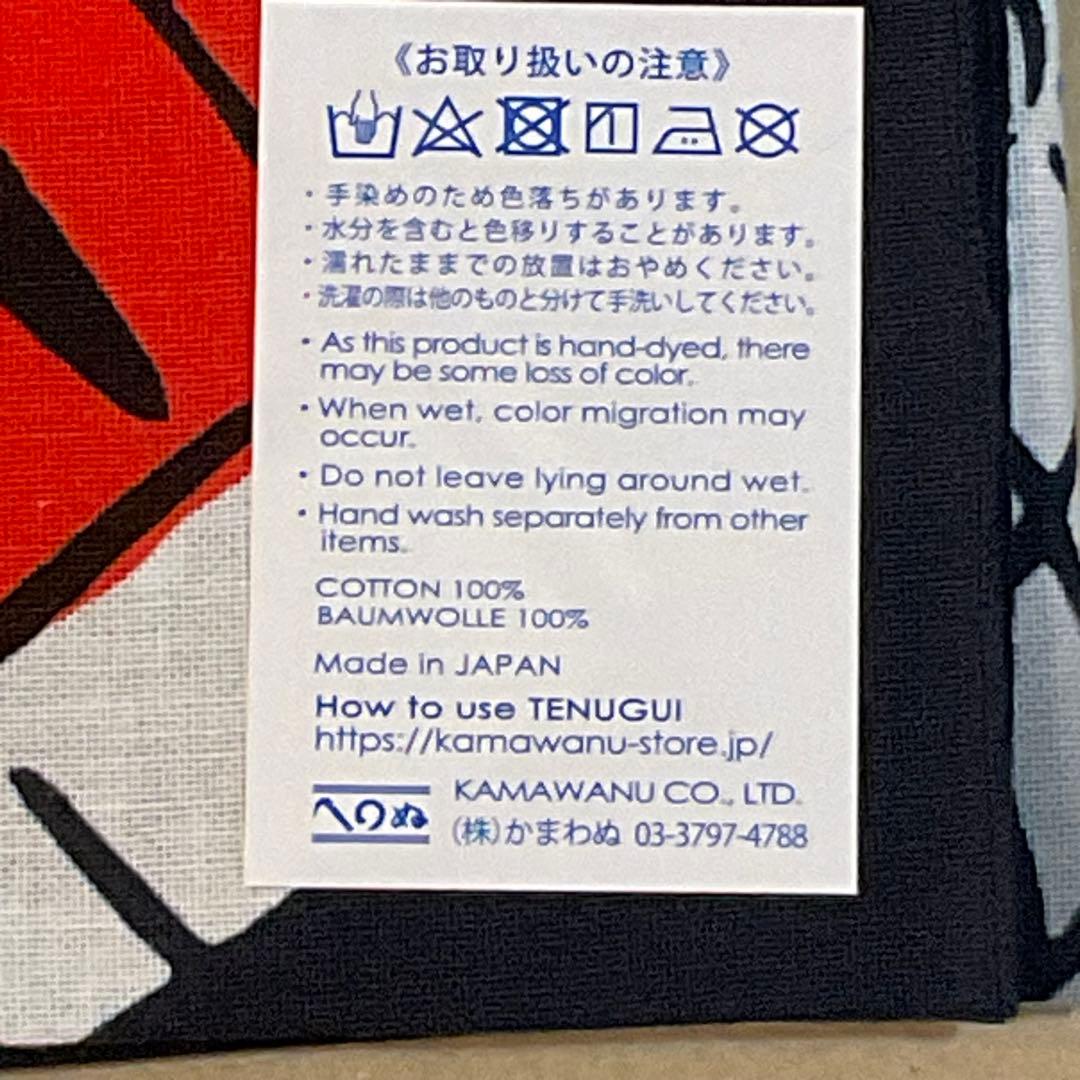 《お取り扱いの注意》
・手染めのため色落ちがあります。
・水分を含むと色移りすることがあります。
・濡れたままでの放置はおやめください。
・洗濯の際は他のものと分けて手洗いしてください。
• As this product is hand-dyed, there
may be some loss of color.
• When wet, color migration may
occur.
• Do not leave lying around wet.
• Hand wash separately from other
items.
COTTON 100%
BAUMWOLLE 100%
Made in JAPAN
How to use TENUGUI
https://kamawanu-store.jp/
KAMAWANU CO., LTD.
(株)かまわぬ 03-3797-4788